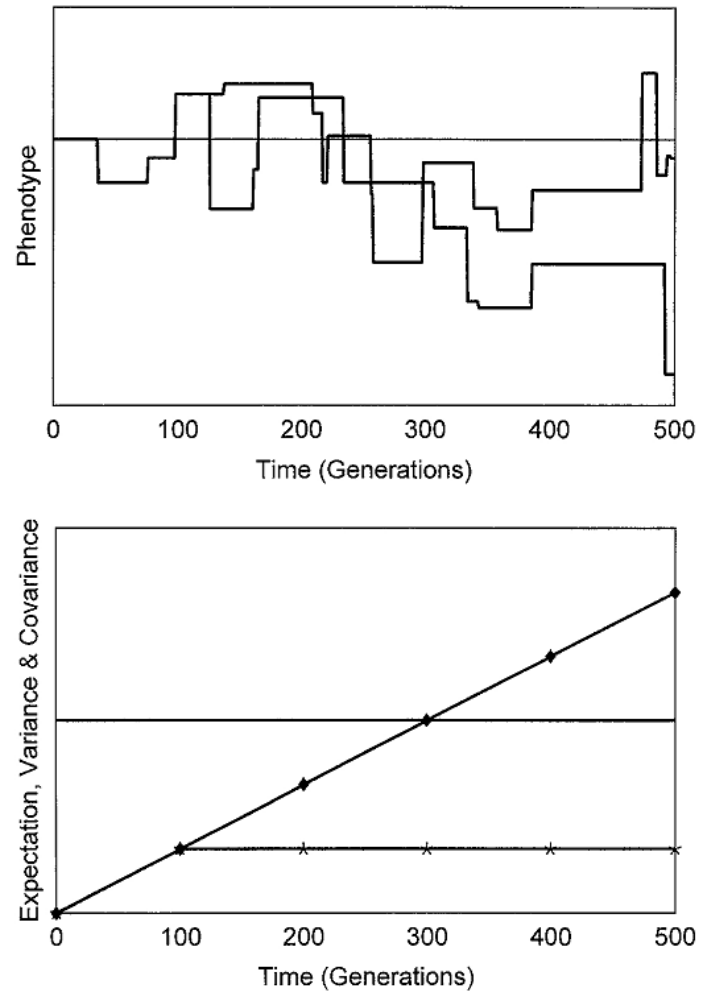 Phenotype
0 100 200 300 400 500
Time (Generations)
Expectation, Variance & Covariance
0 100 200 300 400 500
Time (Generations)